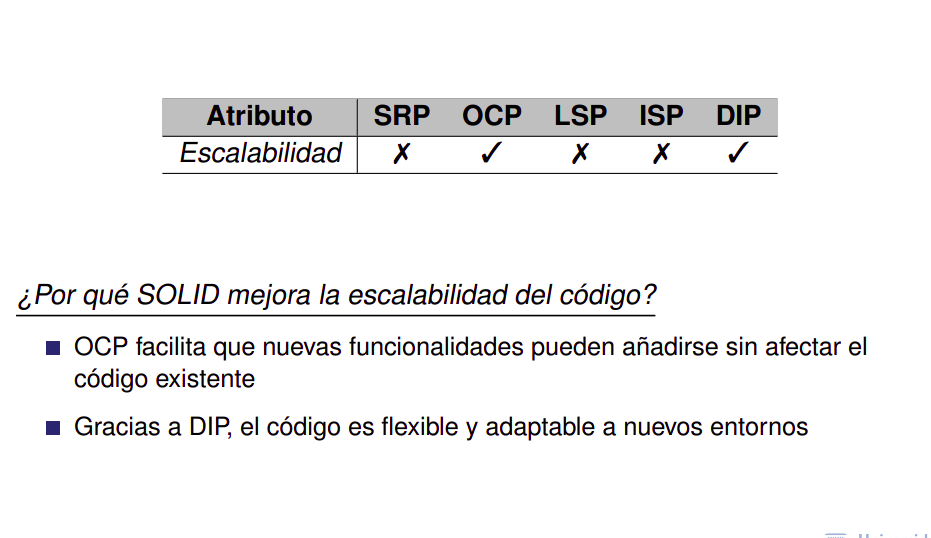 Atributo SRP OCP LSP ISP DIP
Escalabilidad ✗ ✓ ✗ ✗ ✓
¿Por qué SOLID mejora la escalabilidad del código?
OCP facilita que nuevas funcionalidades pueden añadirse sin afectar el
código existente
Gracias a DIP, el código es flexible y adaptable a nuevos entornos